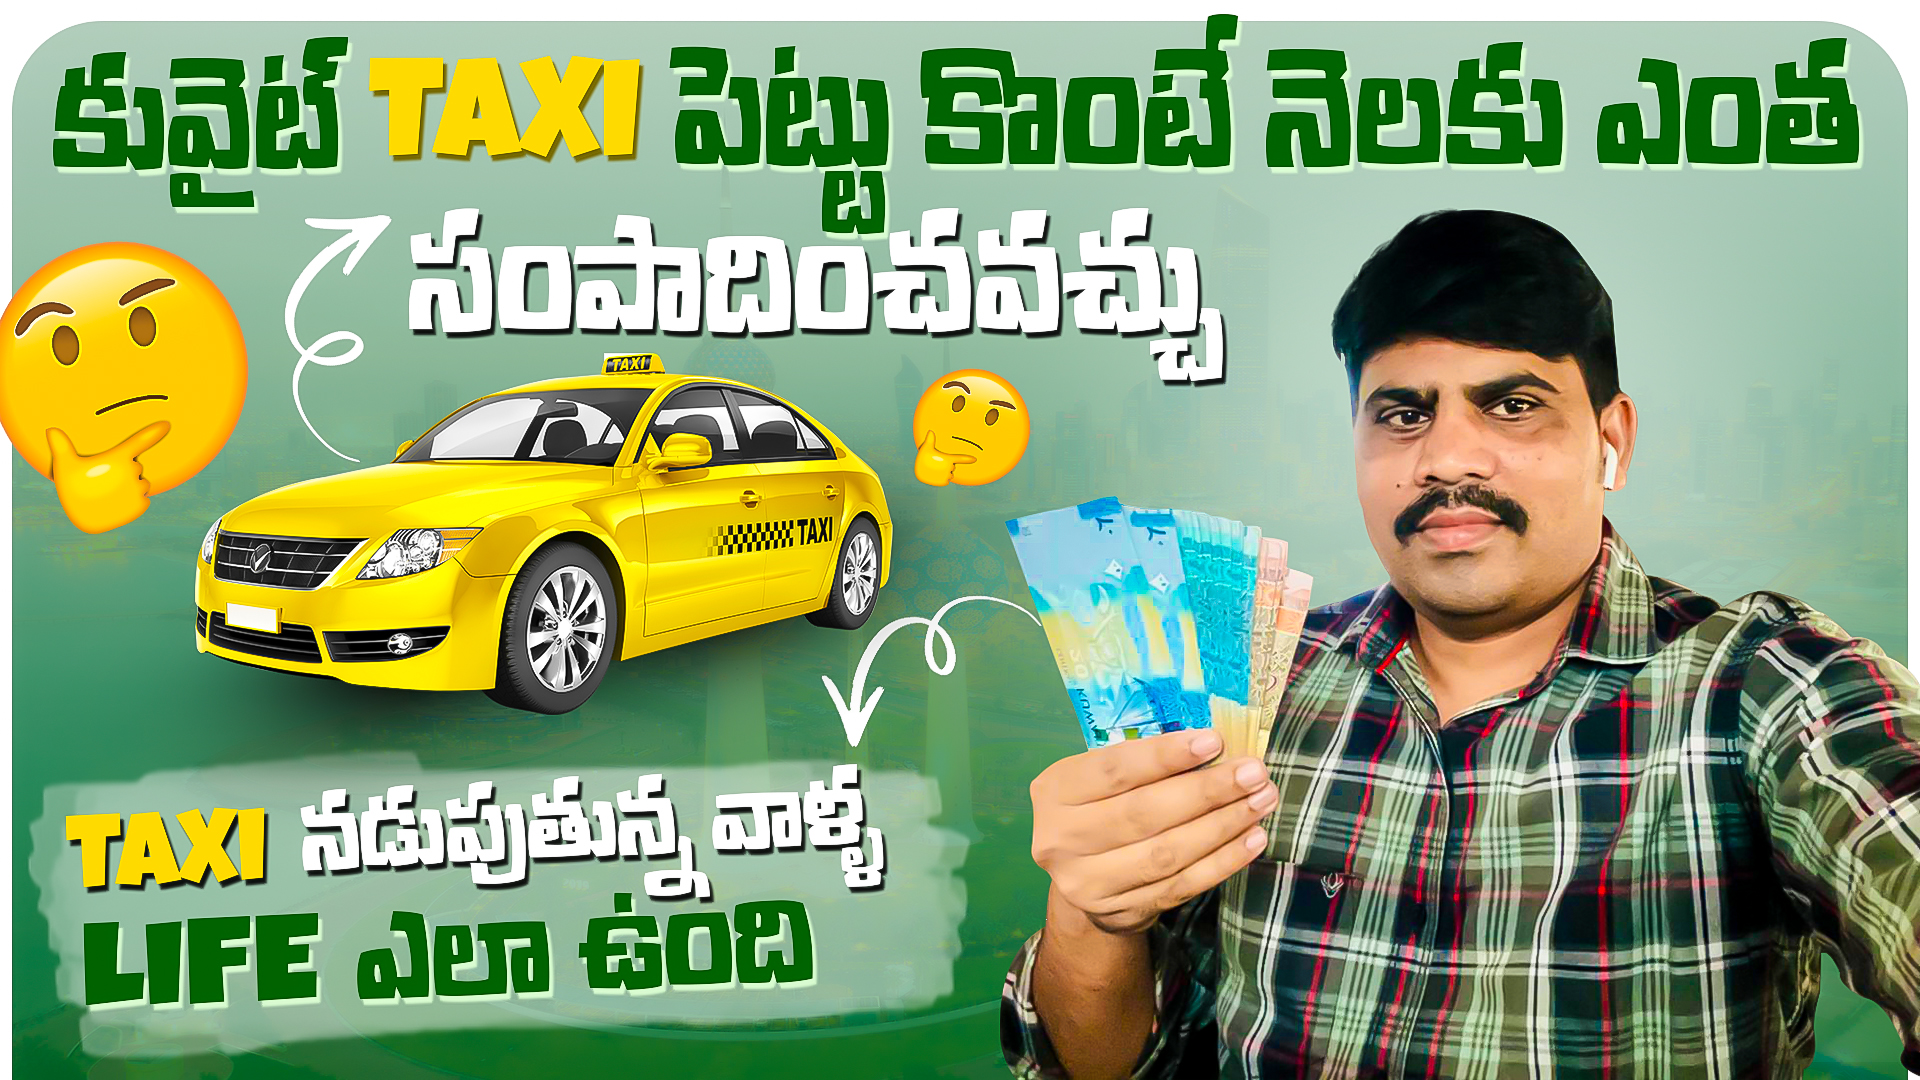 కువైట్ TAXI పెట్టు కొంటే నెలకు ఎంత
సంపాదించవచ్చు
TAXI
TAXI
TAXI నడుపుతున్న వాళ్ళ
LIFE ఎలా ఉంది